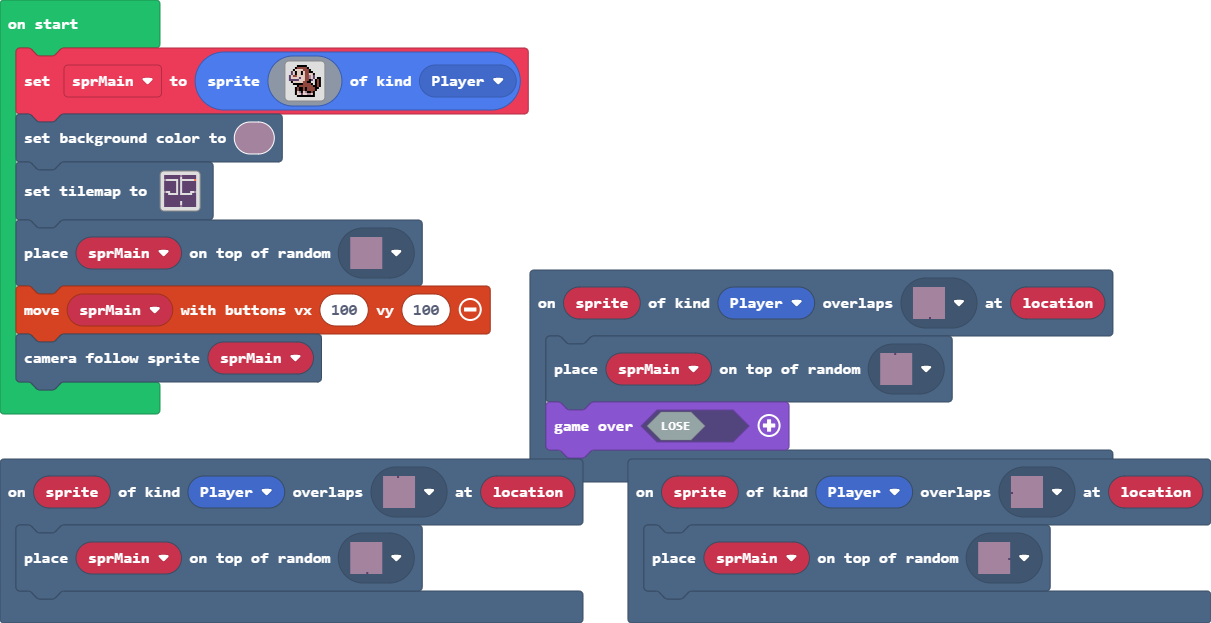 on start
set sprMain to sprite of kind Player
set background color to
set tilemap to
place sprMain on top of random
move sprMain with buttons vx 100 vy 100
camera follow sprite sprMain
on sprite of kind Player overlaps at location
place sprMain on top of random
game over LOSE
on sprite of kind Player overlaps at location
place sprMain on top of random
on sprite of kind Player overlaps at location
place sprMain on top of random